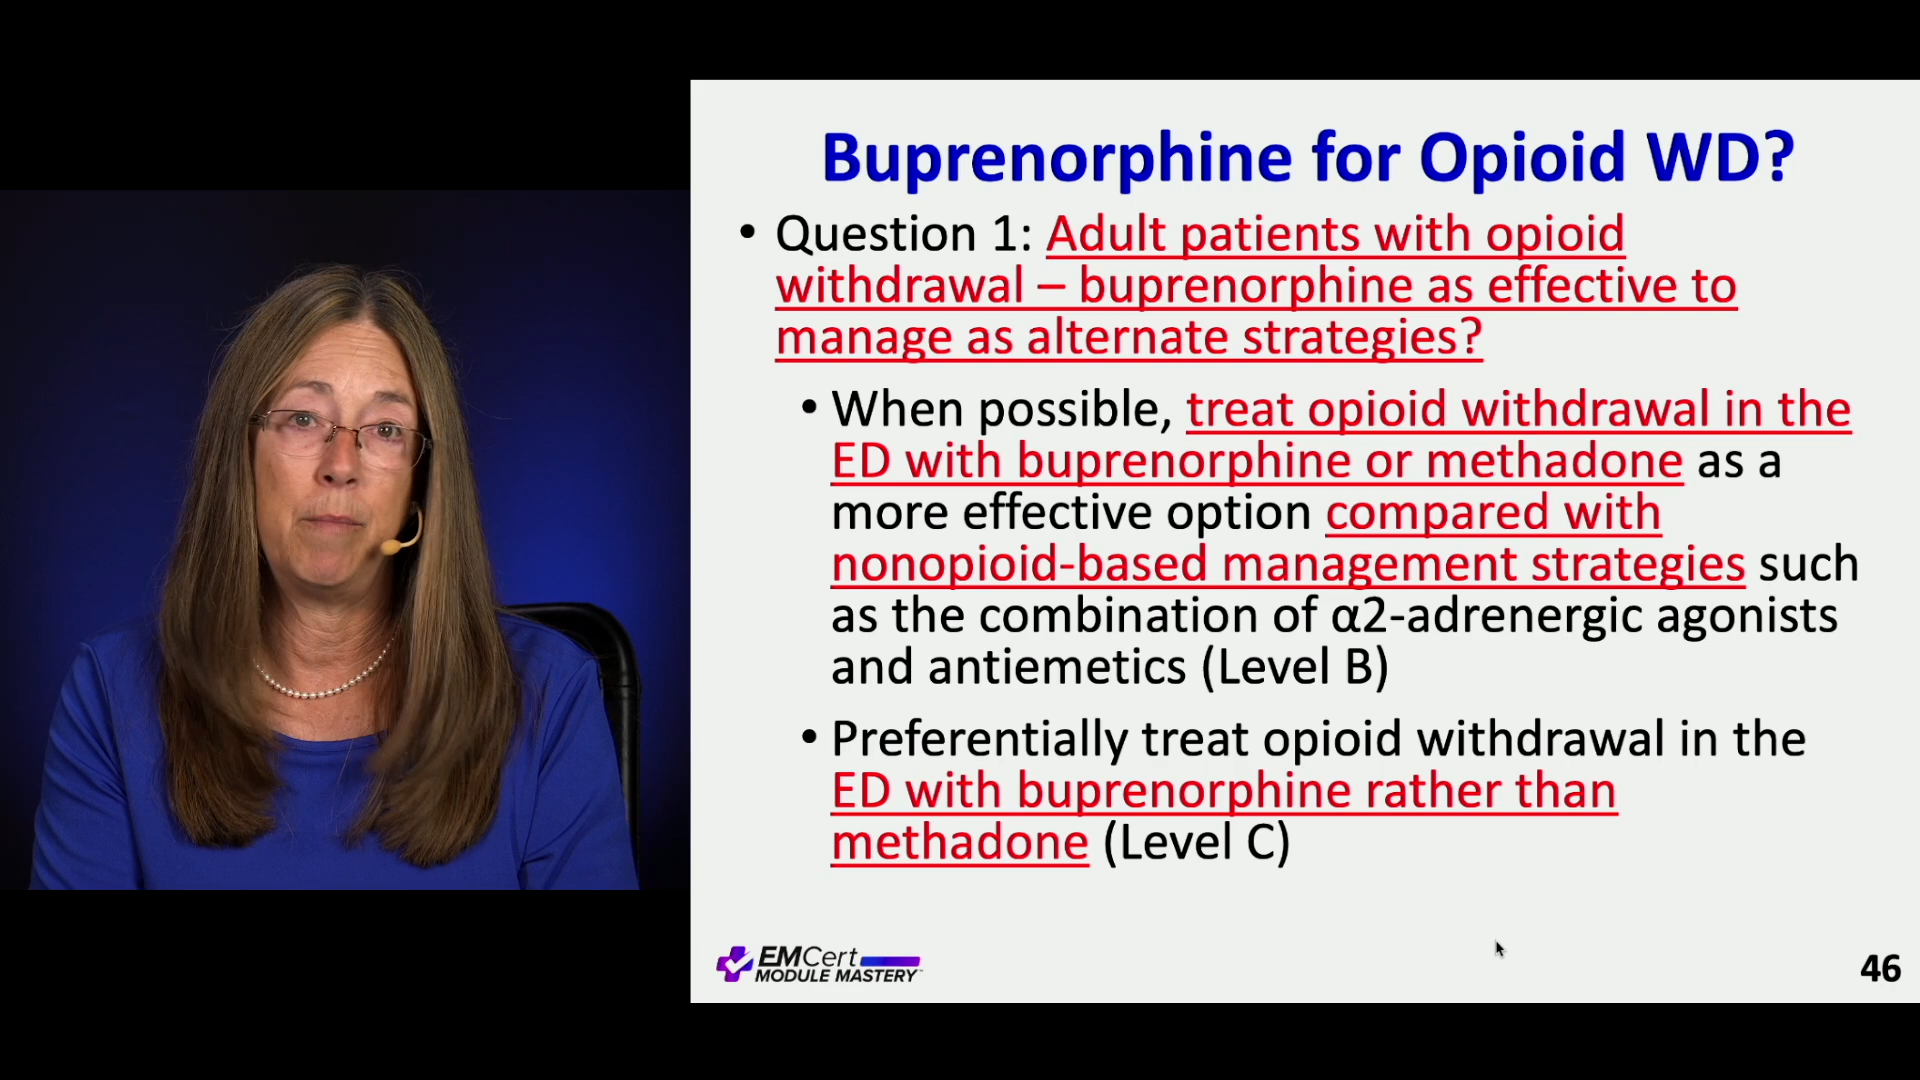 Buprenorphine for Opioid WD?
• Question 1: Adult patients with opioid
withdrawal – buprenorphine as effective to
manage as alternate strategies?
• When possible, treat opioid withdrawal in the
ED with buprenorphine or methadone as a
more effective option compared with
nonopioid-based management strategies such
as the combination of α2-adrenergic agonists
and antiemetics (Level B)
• Preferentially treat opioid withdrawal in the
ED with buprenorphine rather than
methadone (Level C)
EMCert
MODULE MASTERY™
46